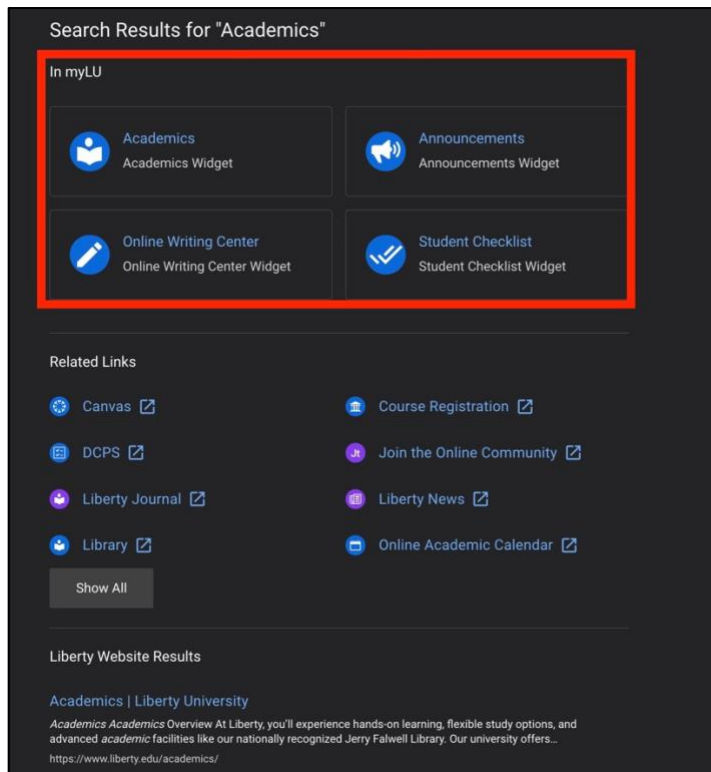 Search Results for "Academics"
In myLU
Academics
Academics Widget
Announcements
Announcements Widget
Online Writing Center
Online Writing Center Widget
Student Checklist
Student Checklist Widget
Related Links
Canvas
Course Registration
DCPS
Jt
Join the Online Community
Liberty Journal
Liberty News
Library
Online Academic Calendar
Show All
Liberty Website Results
Academics | Liberty University
Academics Academics Overview At Liberty, you'll experience hands-on learning, flexible study options, and
advanced academic facilities like our nationally recognized Jerry Falwell Library. Our university offers...
https://www.liberty.edu/academics/